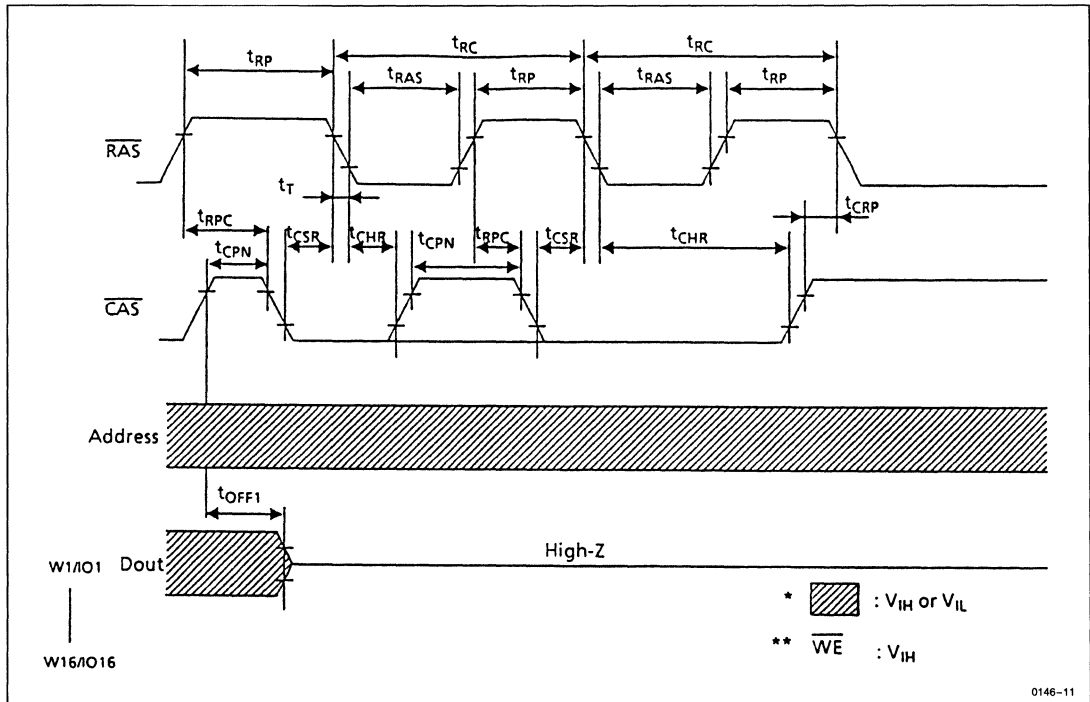 tRC tRC
tRP tRAS tRP tRAS tRP
RAS
tT
tCRP
tRPC tCSR tCHR tCPN tRPC tCSR tCHR
tCPN
CAS
Address
tOFF1
W1/IO1 Dout High-Z
* : VIH or VIL
** WE : VIH
W16/IO16
0146-11